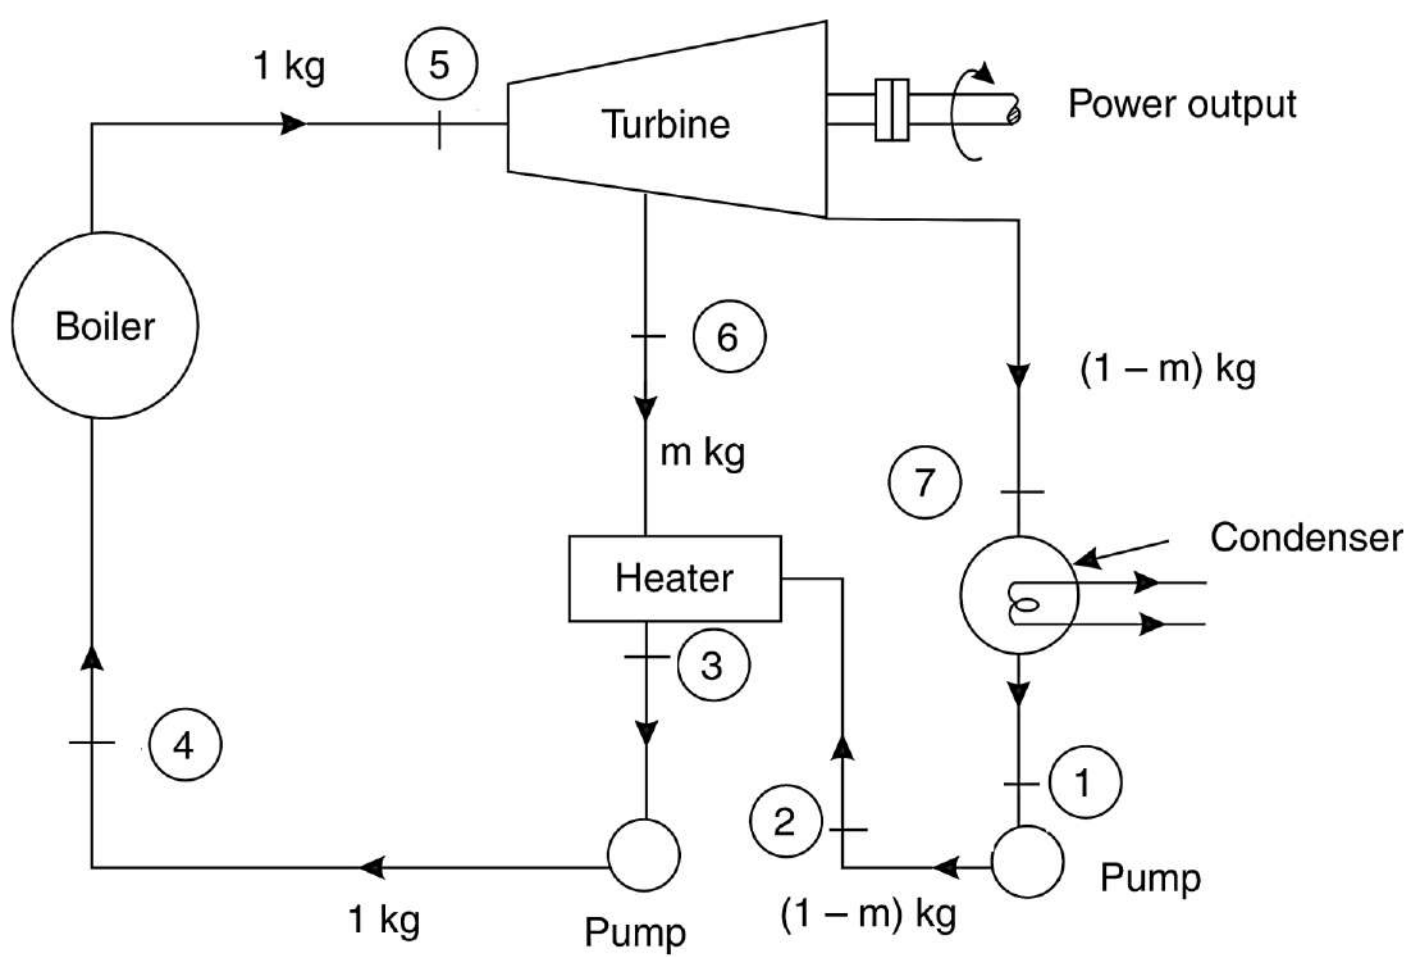 1 kg
5
Turbine
Power output
Boiler
6
(1 – m) kg
m kg
7
Condenser
Heater
3
4
1
2
Pump
(1 – m) kg
1 kg
Pump